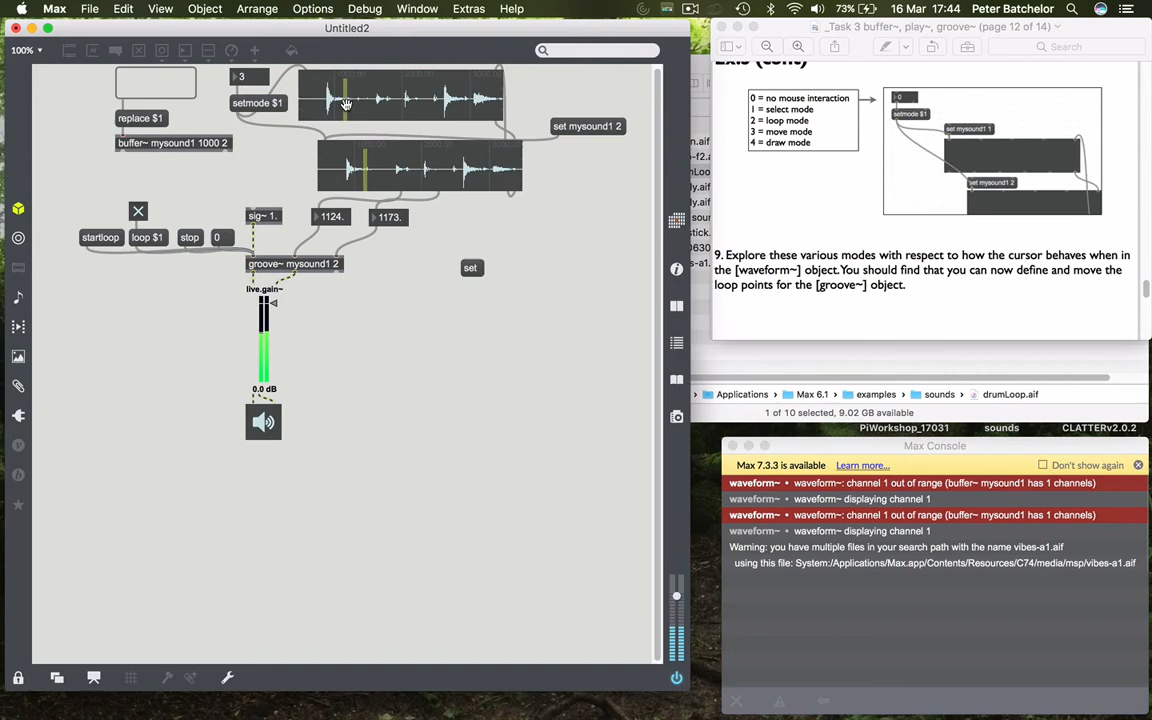 Max File Edit View Object Arrange Options Debug Window Extras Help
73% 16 Mar 17:44 Peter Batchelor
Untitled2
100%
3
setmode $1
replace $1
buffer~ mysound1 1000 2
set mysound1 2
sig~ 1.
1124.
1173.
startloop
loop $1
stop
0
groove~ mysound1 2
set
live.gain~
0.0 dB
_Task 3 buffer~, play~, groove~ (page 12 of 14)
Search
0 = no mouse interaction
1 = select mode
2 = loop mode
3 = move mode
4 = draw mode
0
setmode $1
set mysound1 1
set mysound1 2
9. Explore these various modes with respect to how the cursor behaves when in
the [waveform~] object. You should find that you can now define and move the
loop points for the [groove~] object.
Applications Max 6.1 examples sounds drumLoop.aif
1 of 10 selected, 9.02 GB available
PiWorkshop_17031 sounds CLATTERv2.0.2
Max Console
Max 7.3.3 is available Learn more... Don't show again
waveform~ • waveform~: channel 1 out of range (buffer~ mysound1 has 1 channels)
waveform~ • waveform~ displaying channel 1
waveform~ • waveform~: channel 1 out of range (buffer~ mysound1 has 1 channels)
waveform~ • waveform~ displaying channel 1
Warning: you have multiple files in your search path with the name vibes-a1.aif
using this file: System:/Applications/Max.app/Contents/Resources/C74/media/msp/vibes-a1.aif